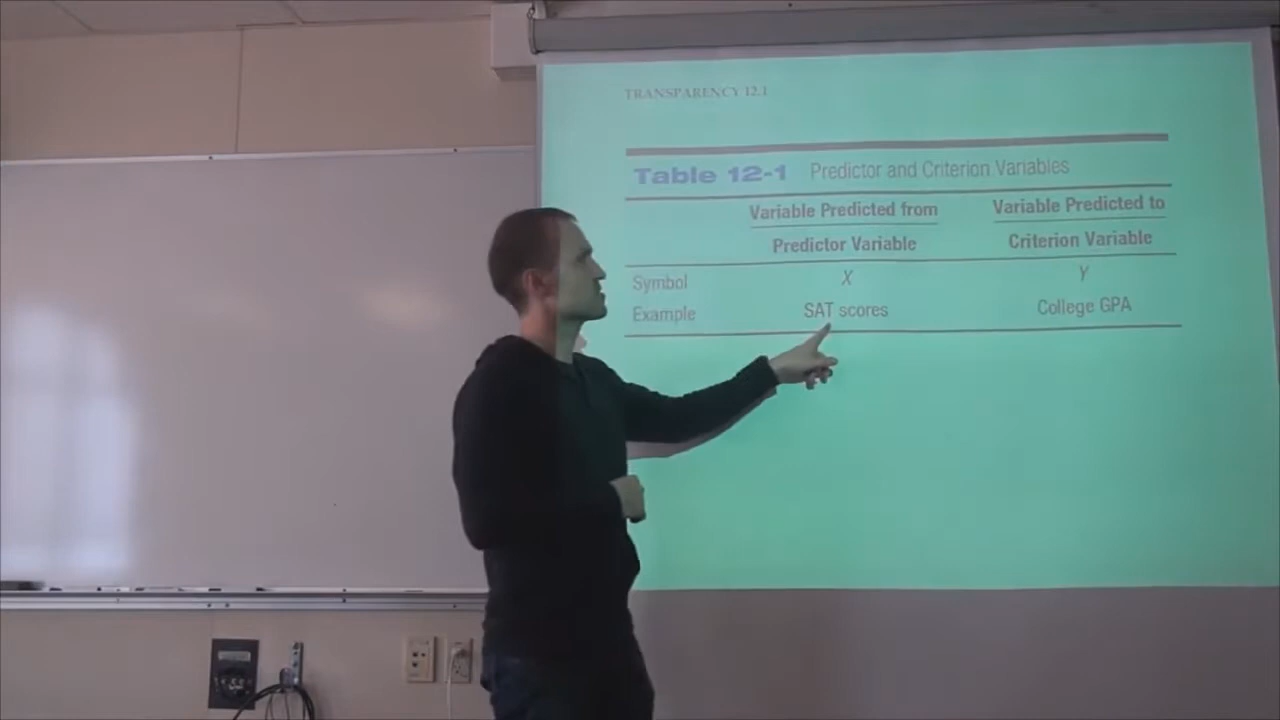 TRANSPARENCY 12.1
Table 12-1 Predictor and Criterion Variables
Variable Predicted from Variable Predicted to
Predictor Variable Criterion Variable
Symbol X Y
Example SAT scores College GPA